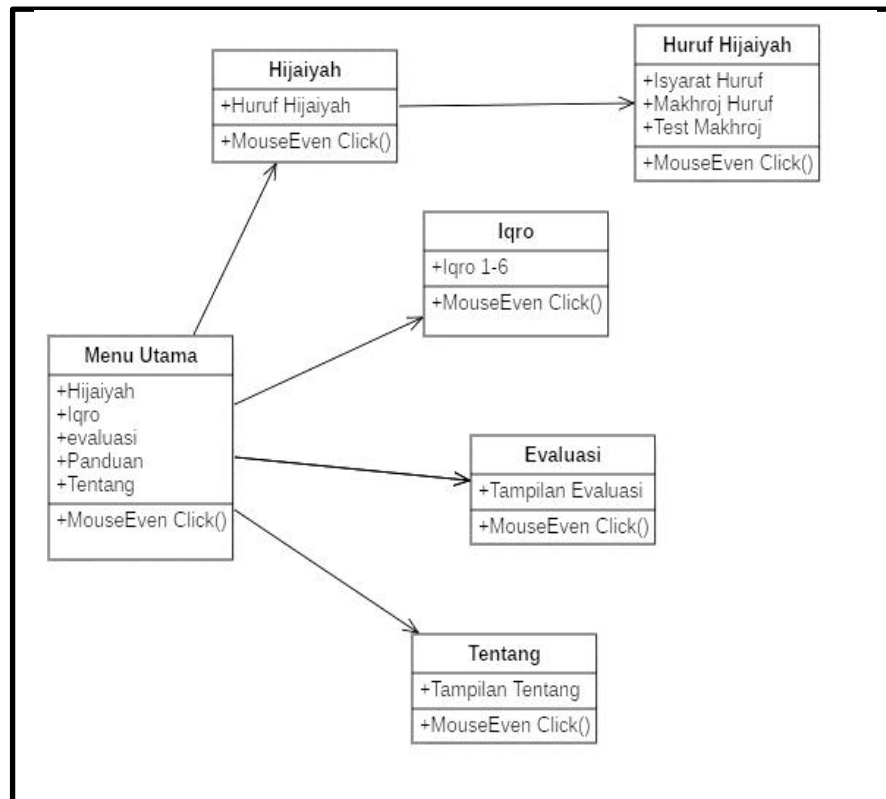 Hijaiyah
+Huruf Hijaiyah
+MouseEven Click()
Huruf Hijaiyah
+Isyarat Huruf
+Makhroj Huruf
+Test Makhroj
+MouseEven Click()
Iqro
+Iqro 1-6
+MouseEven Click()
Menu Utama
+Hijaiyah
+Iqro
+evaluasi
+Panduan
+Tentang
+MouseEven Click()
Evaluasi
+Tampilan Evaluasi
+MouseEven Click()
Tentang
+Tampilan Tentang
+MouseEven Click()